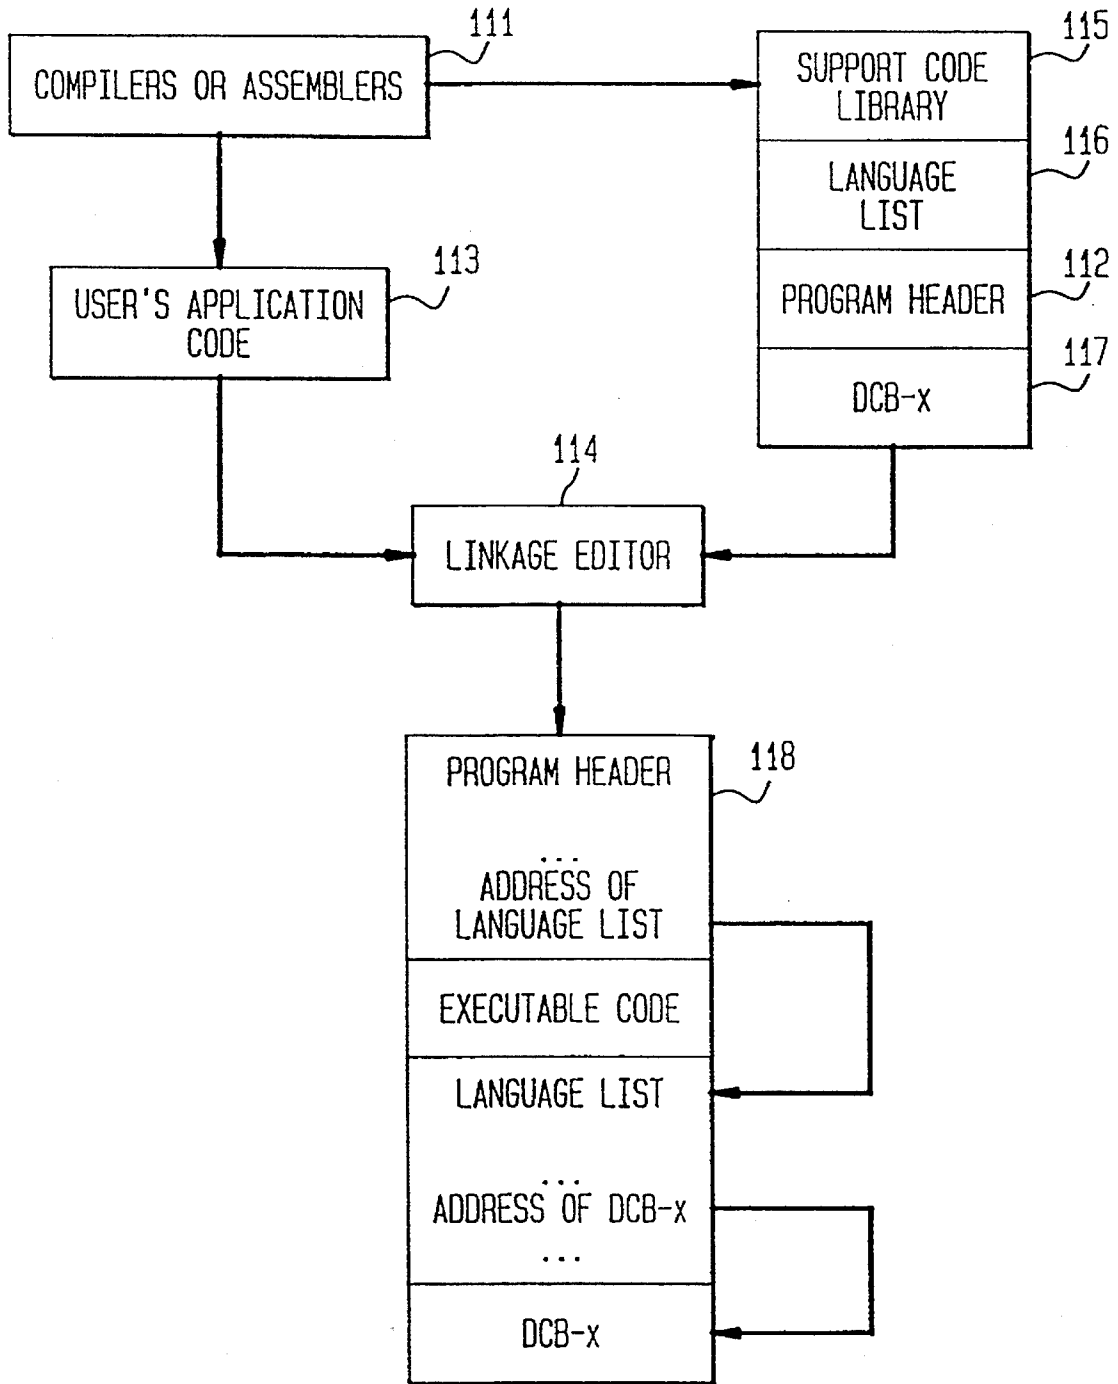 111
COMPILERS OR ASSEMBLERS
115
SUPPORT CODE
LIBRARY
116
LANGUAGE
LIST
112
PROGRAM HEADER
117
DCB-x
113
USER'S APPLICATION
CODE
114
LINKAGE EDITOR
118
PROGRAM HEADER
...
ADDRESS OF
LANGUAGE LIST
EXECUTABLE CODE
LANGUAGE LIST
...
ADDRESS OF DCB-x
...
DCB-x